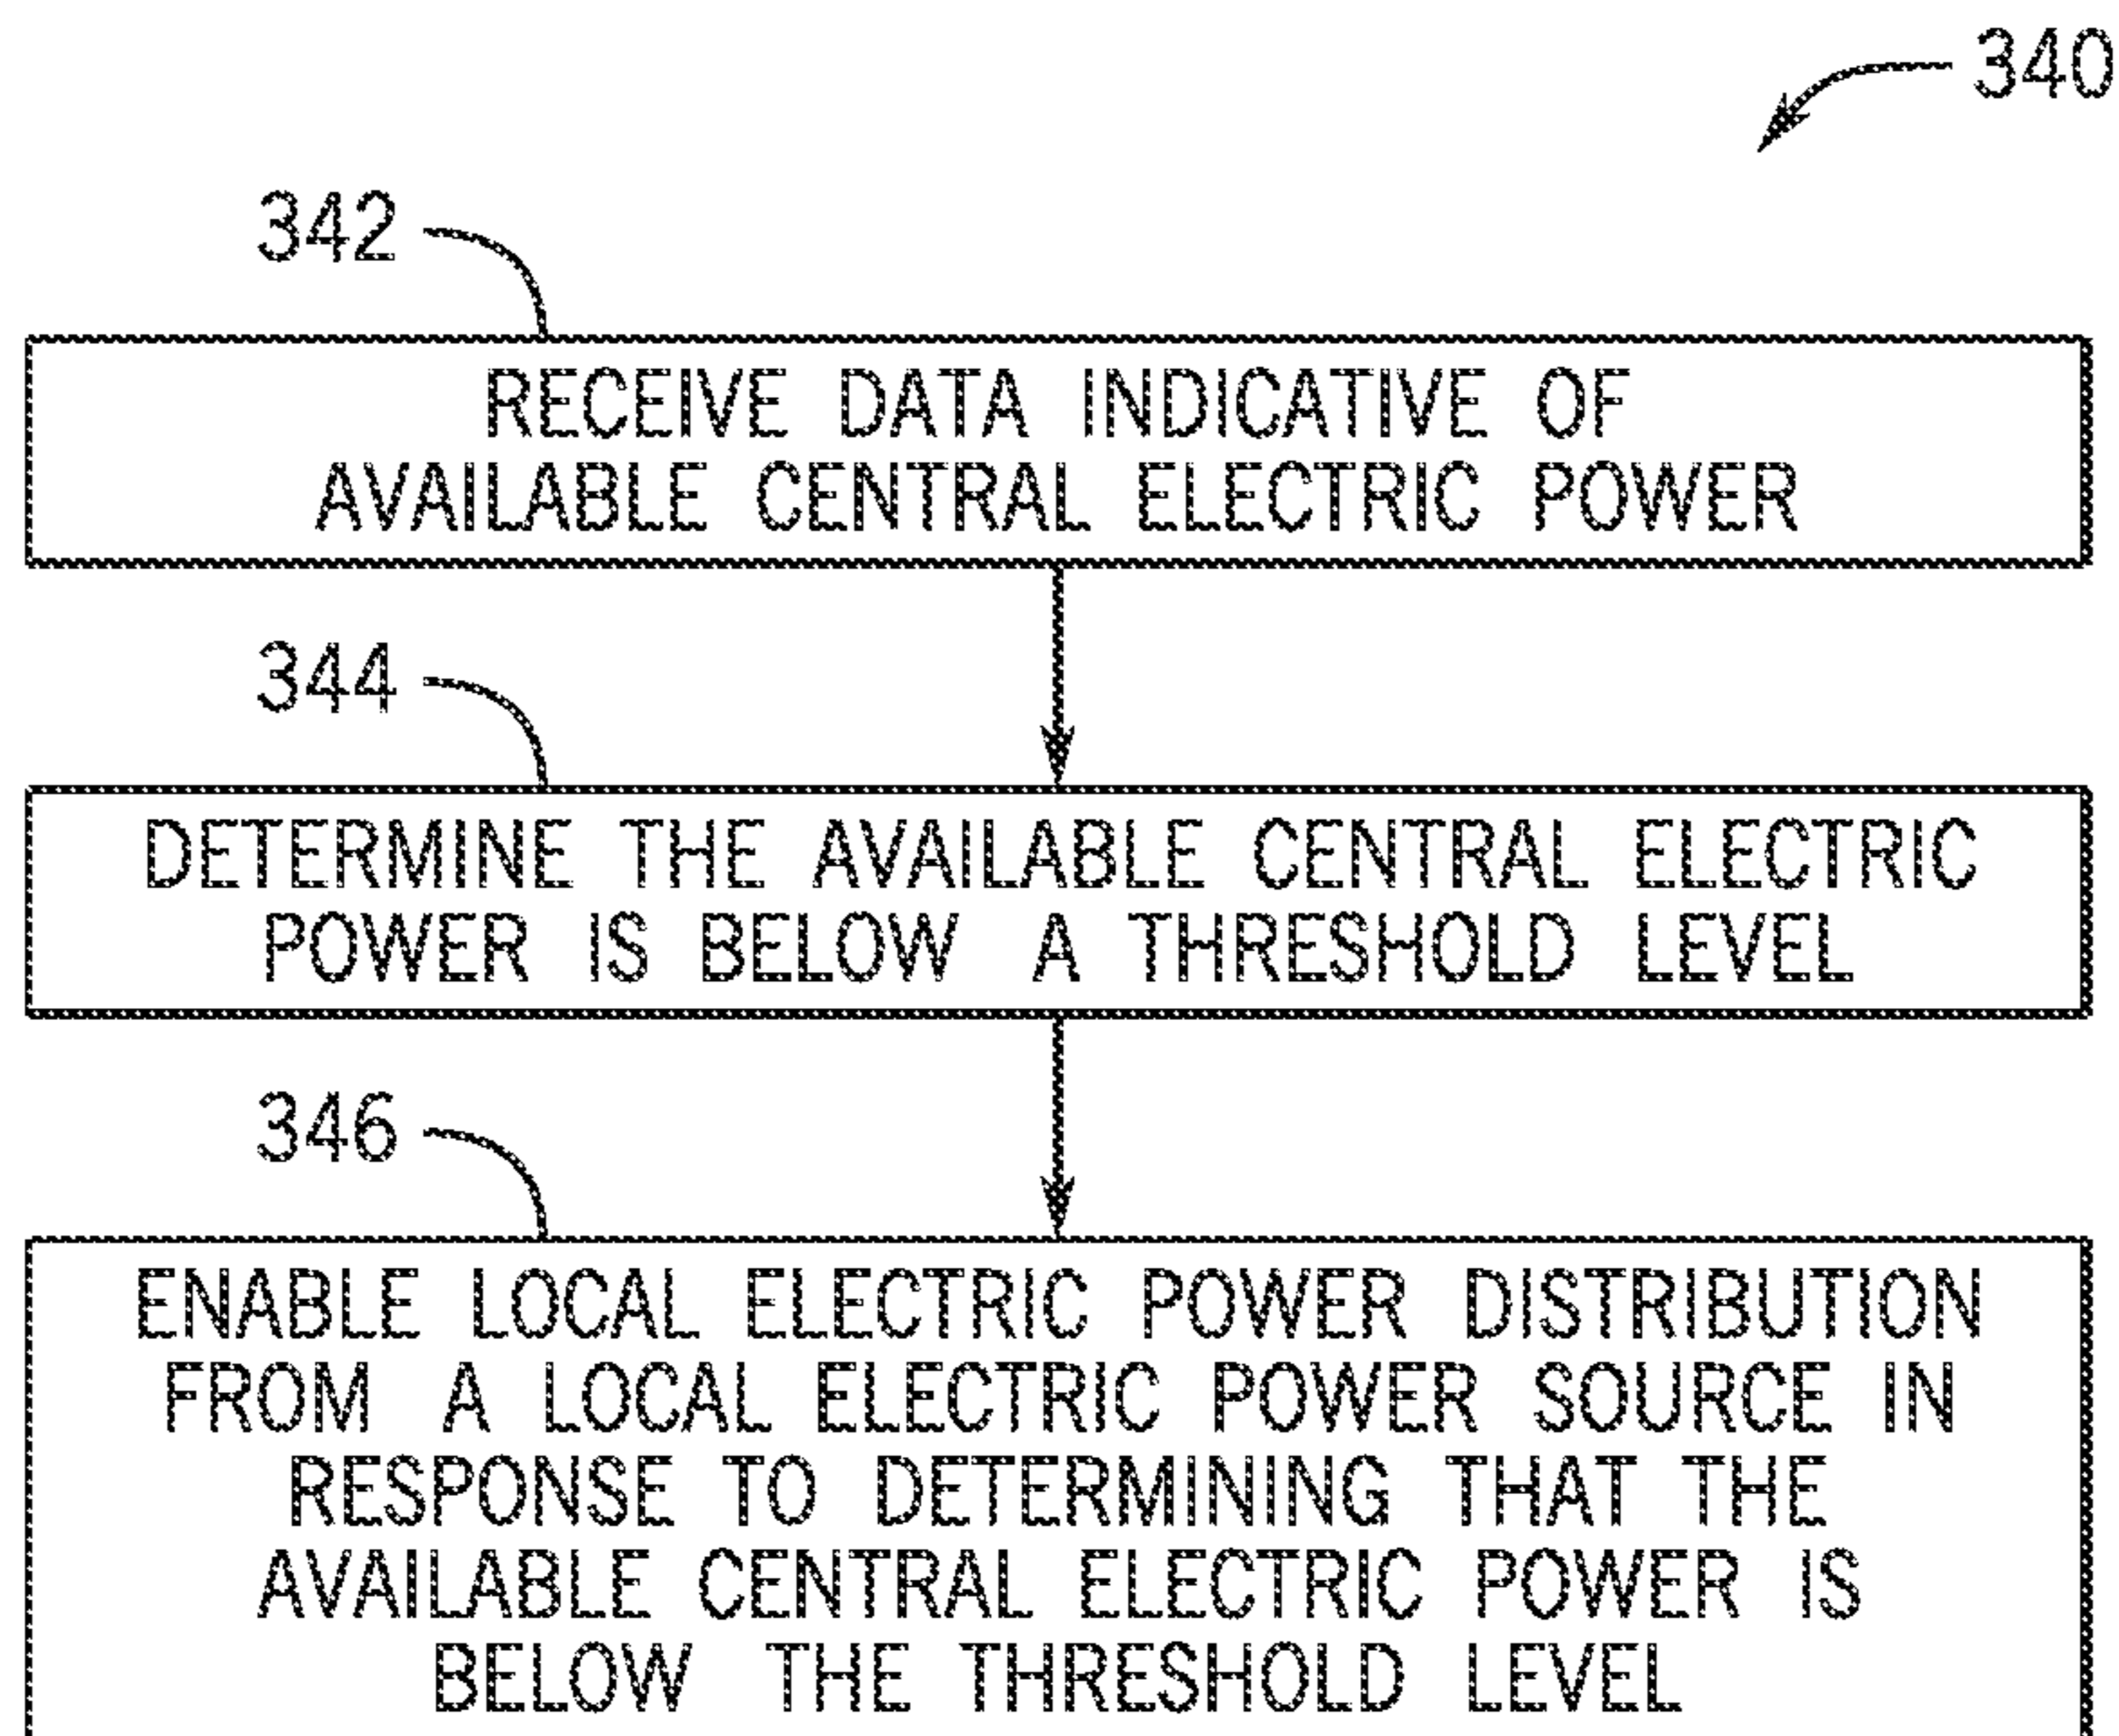 340
342
RECEIVE DATA INDICATIVE OF
AVAILABLE CENTRAL ELECTRIC POWER
344
DETERMINE THE AVAILABLE CENTRAL ELECTRIC
POWER IS BELOW A THRESHOLD LEVEL
346
ENABLE LOCAL ELECTRIC POWER DISTRIBUTION
FROM A LOCAL ELECTRIC POWER SOURCE IN
RESPONSE TO DETERMINING THAT THE
AVAILABLE CENTRAL ELECTRIC POWER IS
BELOW THE THRESHOLD LEVEL